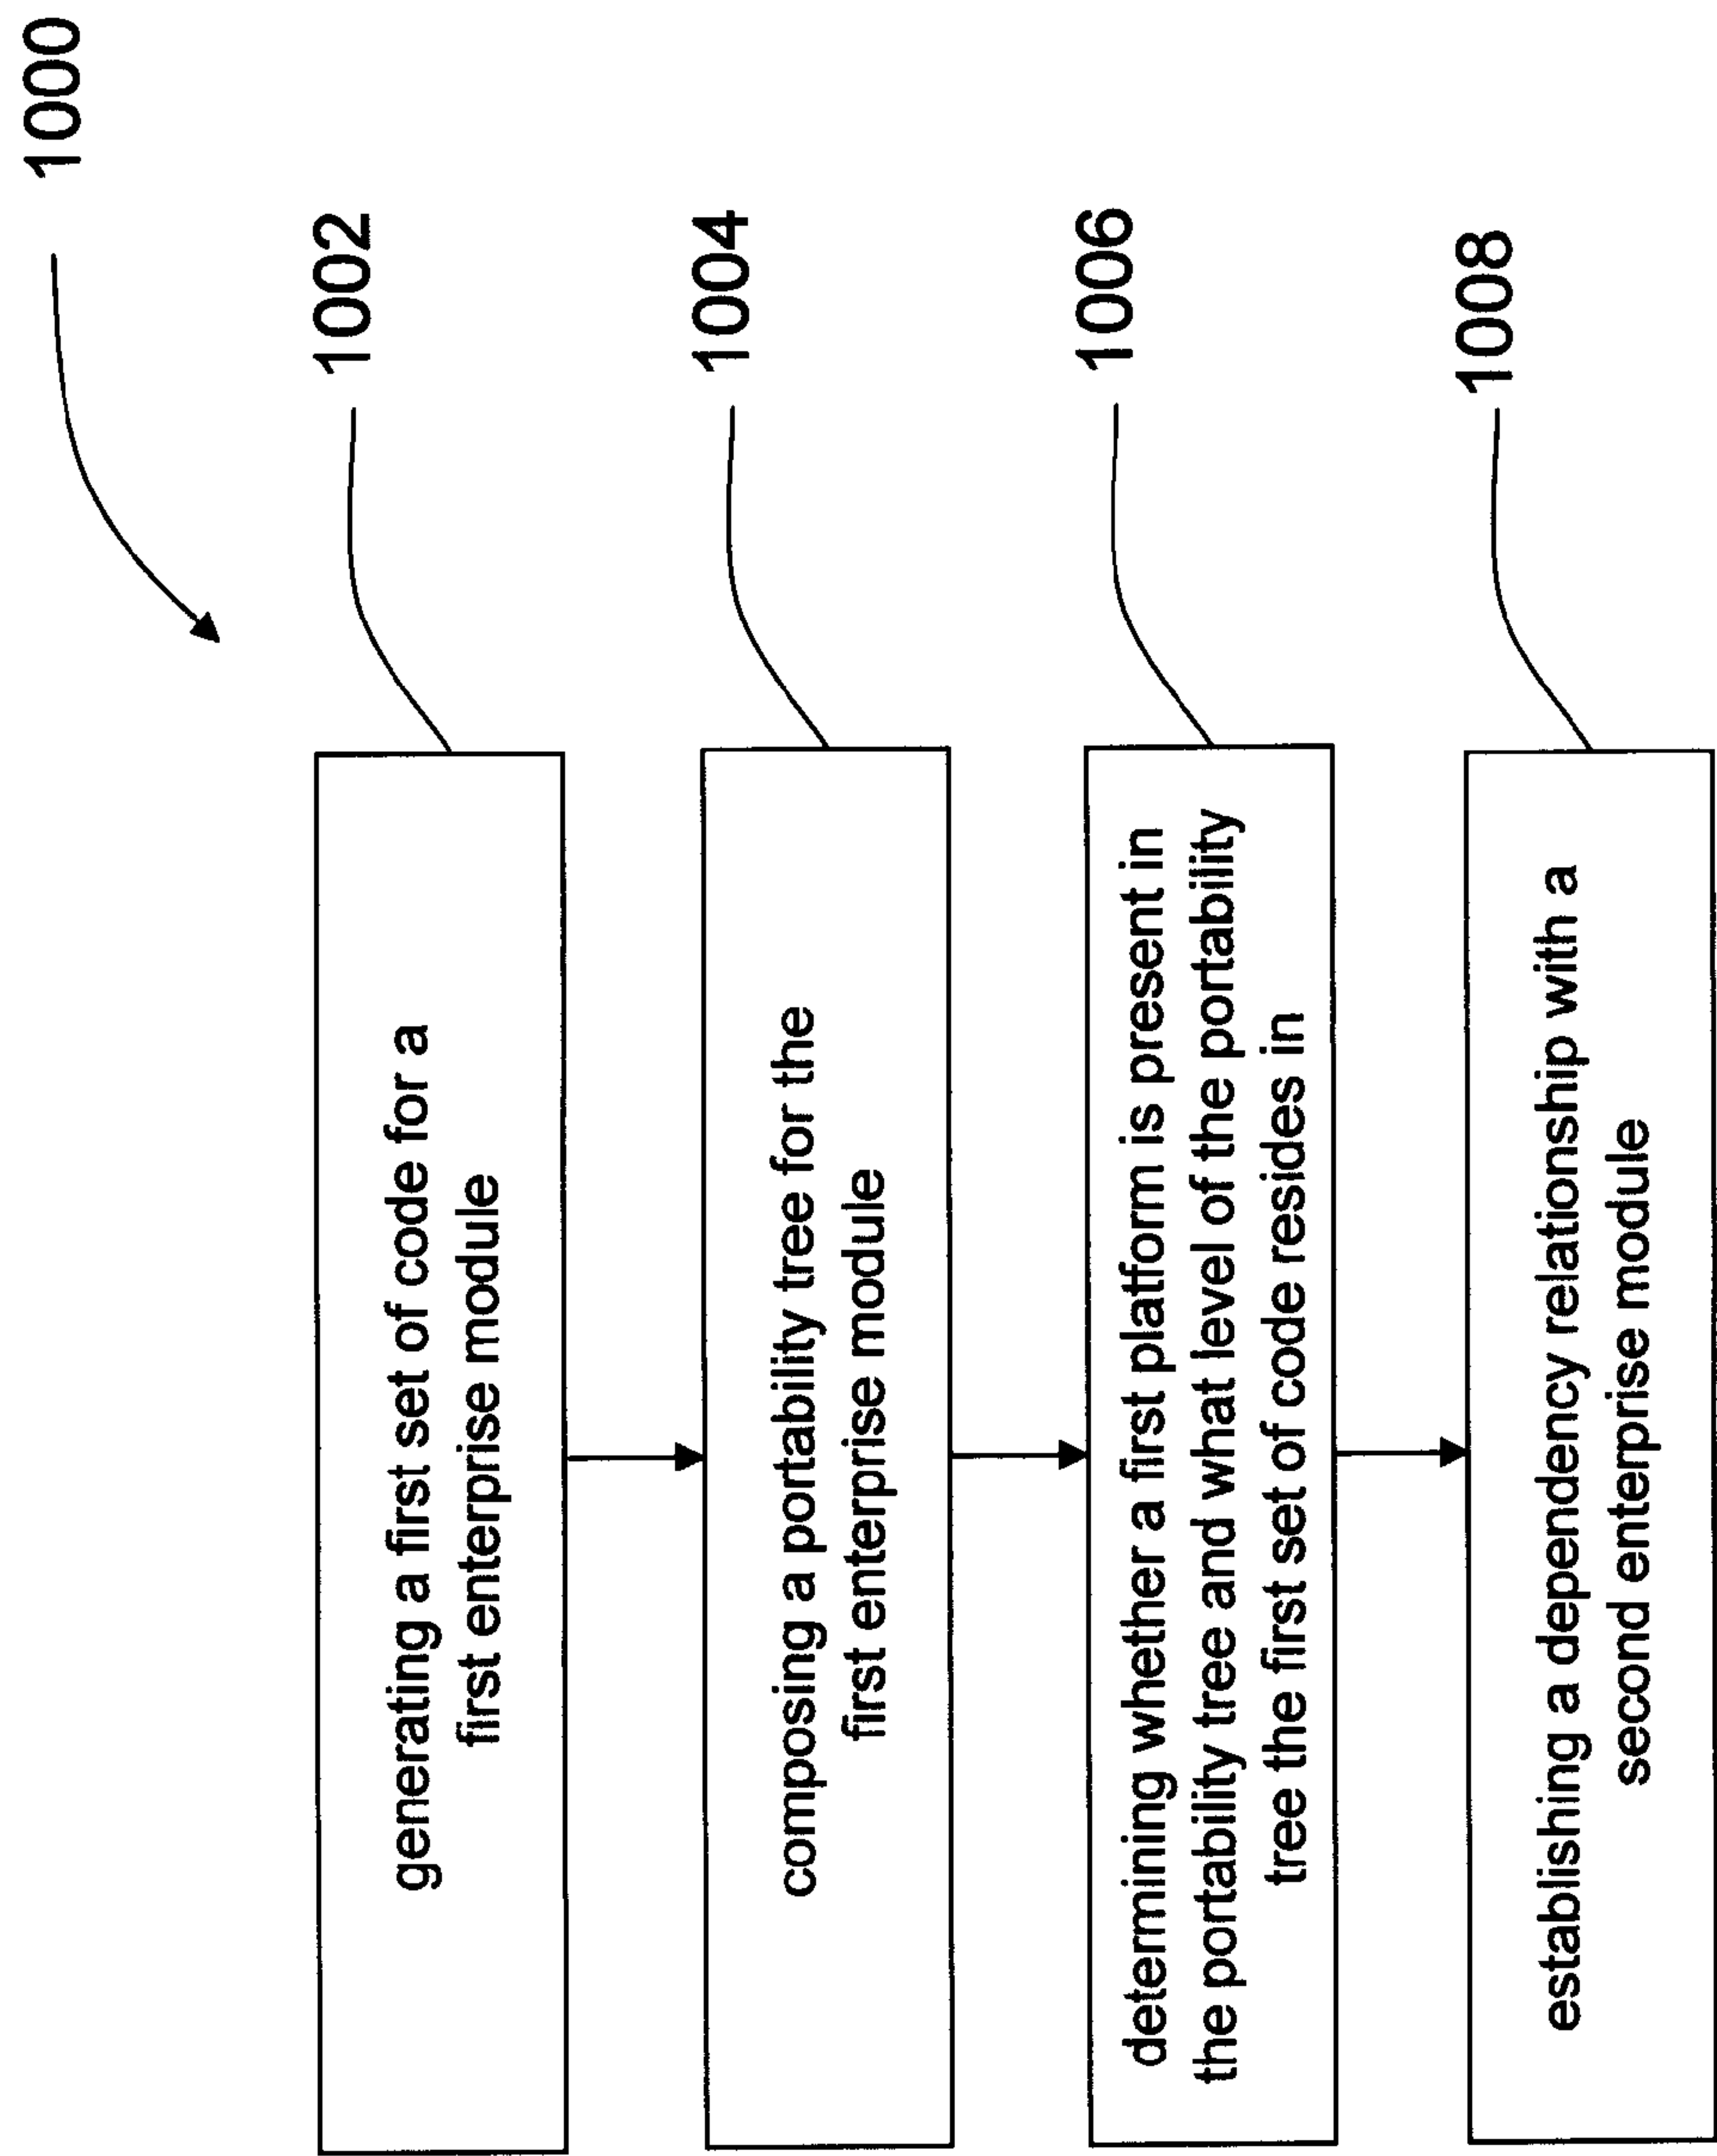 1000
1002
generating a first set of code for a
first enterprise module
1004
composing a portability tree for the
first enterprise module
1006
determining whether a first platform is present in
the portability tree and what level of the portability
tree the first set of code resides in
1008
establishing a dependency relationship with a
second enterprise module